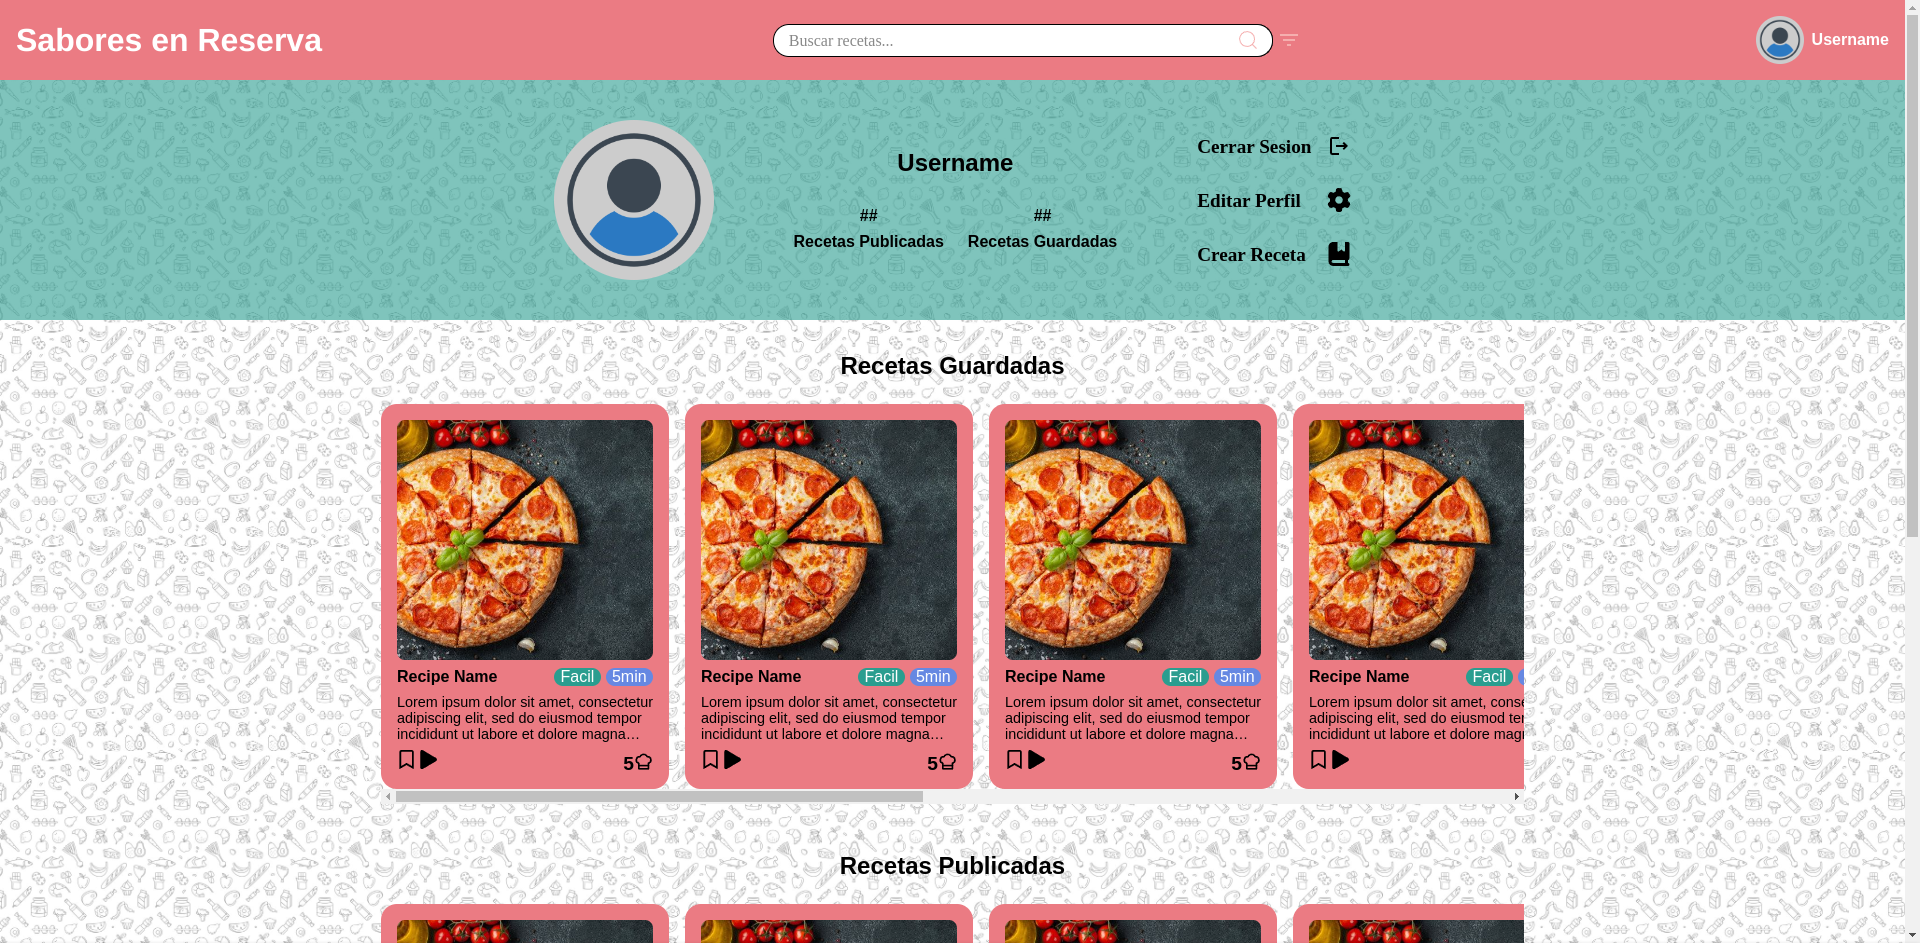 Sabores en Reserva
Buscar recetas...
Username
Username
##
Recetas Publicadas
##
Recetas Guardadas
Cerrar Sesion
Editar Perfil
Crear Receta
Recetas Guardadas
Recipe Name Facil 5min
Lorem ipsum dolor sit amet, consectetur
adipiscing elit, sed do eiusmod tempor
incididunt ut labore et dolore magna...
5
Recipe Name Facil 5min
Lorem ipsum dolor sit amet, consectetur
adipiscing elit, sed do eiusmod tempor
incididunt ut labore et dolore magna...
5
Recipe Name Facil 5min
Lorem ipsum dolor sit amet, consectetur
adipiscing elit, sed do eiusmod tempor
incididunt ut labore et dolore magna...
5
Recipe Name Facil
Lorem ipsum dolor sit amet, conse
adipiscing elit, sed do eiusmod ter
incididunt ut labore et dolore magn
Recetas Publicadas